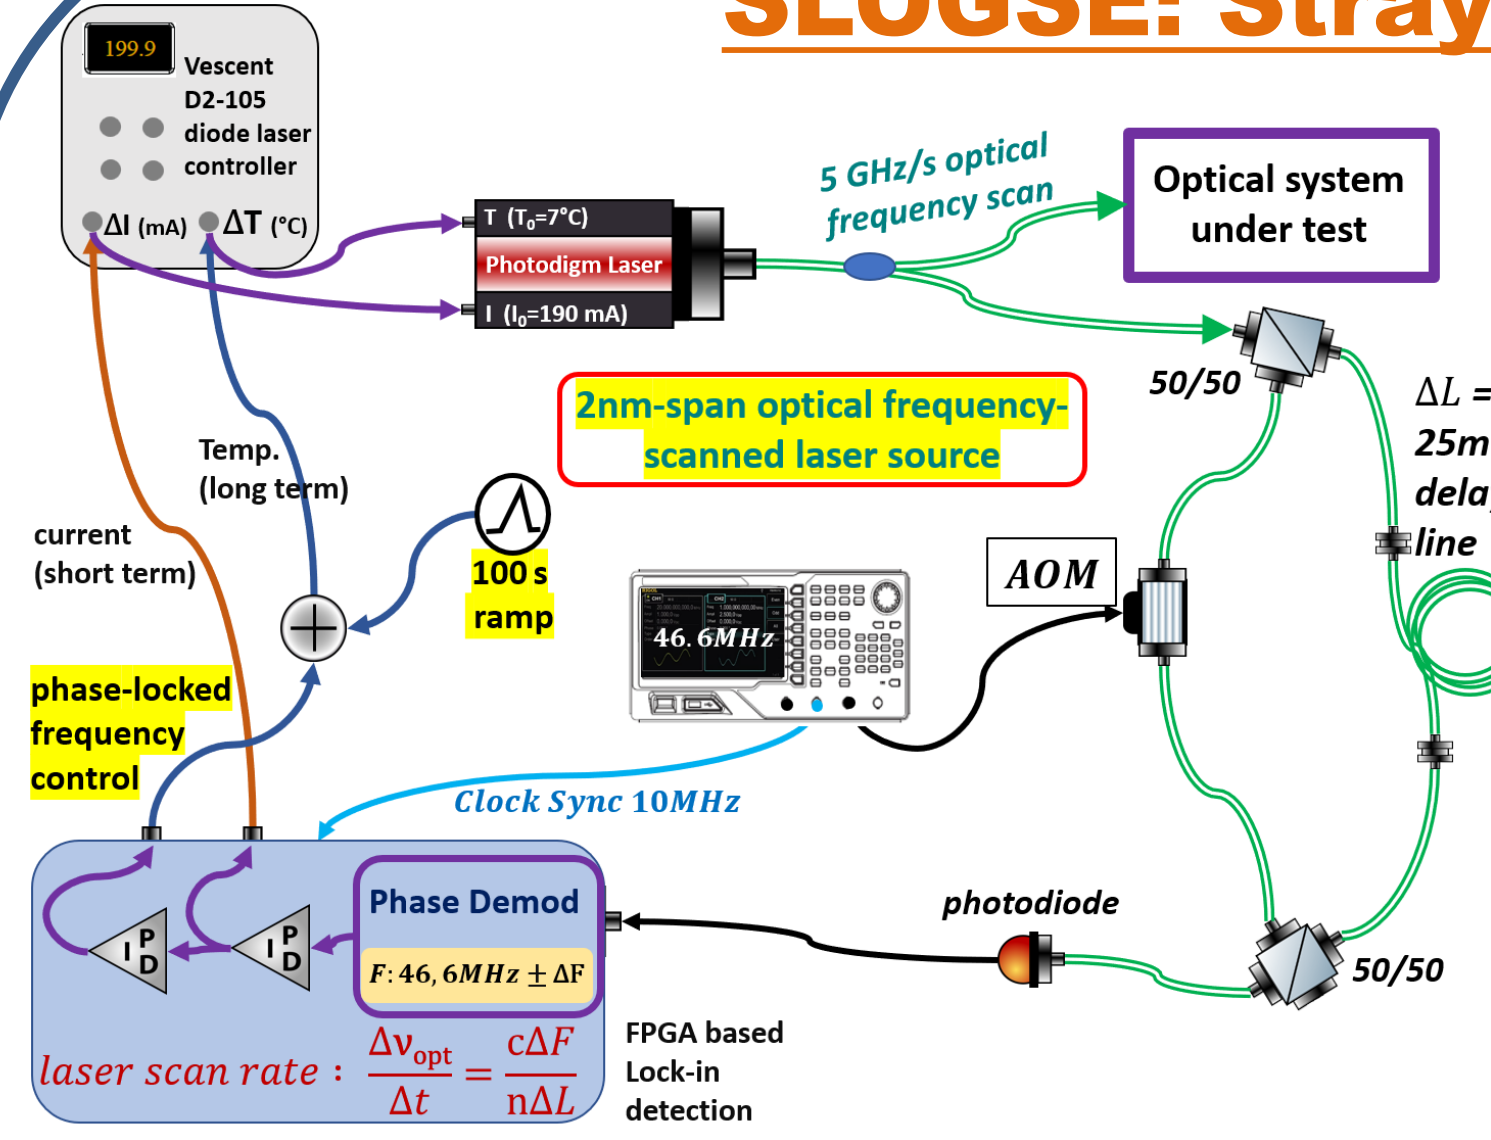 SLOGSE: Stray
199.9
Vescent
D2-105
diode laser
controller
ΔI (mA)
ΔT (°C)
T (T₀=7°C)
Photodigm Laser
I (I₀=190 mA)
5 GHz/s optical
frequency scan
Optical system
under test
50/50
2nm-span optical frequency-
scanned laser source
ΔL =
25m
delay
line
Temp.
(long term)
current
(short term)
100 s
ramp
AOM
46.6MHz
phase-locked
frequency
control
Clock Sync 10MHz
photodiode
50/50
Phase Demod
F: 46,6MHz ± ΔF
I P D
I P D
laser scan rate : Δν_opt/Δt = cΔF/nΔL
FPGA based
Lock-in
detection